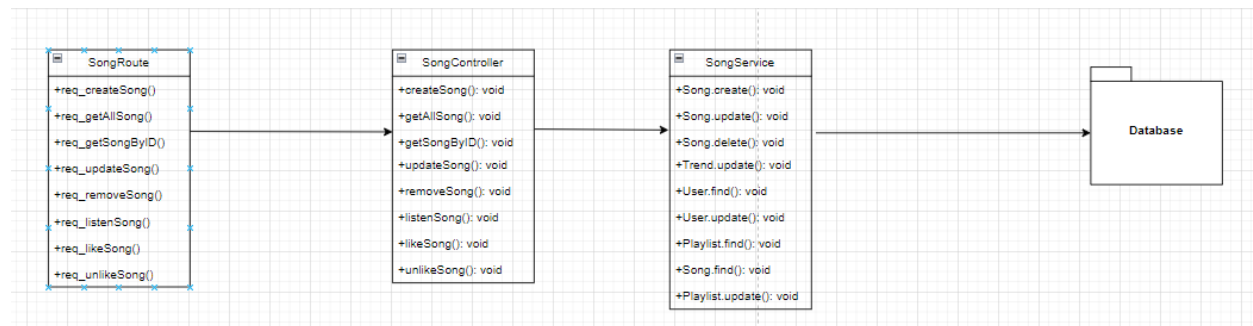 SongRoute
+req_createSong()
+req_getAllSong()
+req_getSongByID()
+req_updateSong()
+req_removeSong()
+req_listenSong()
+req_likeSong()
+req_unlikeSong()
SongController
+createSong(): void
+getAllSong(): void
+getSongByID(): void
+updateSong(): void
+removeSong(): void
+listenSong(): void
+likeSong(): void
+unlikeSong(): void
SongService
+Song.create(): void
+Song.update(): void
+Song.delete(): void
+Trend.update(): void
+User.find(): void
+User.update(): void
+Playlist.find(): void
+Song.find(): void
+Playlist.update(): void
Database